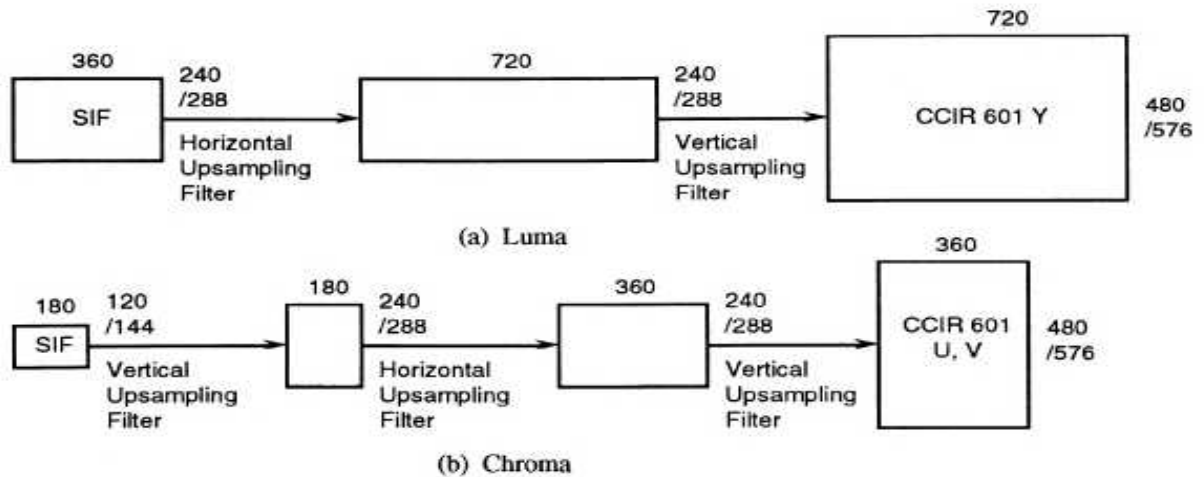 720
360
720
240
/288
240
/288
SIF
CCIR 601 Y
480
/576
Horizontal
Upsampling
Filter
Vertical
Upsampling
Filter
(a) Luma
360
180
120
/144
180
240
/288
360
240
/288
SIF
CCIR 601
U, V
480
/576
Vertical
Upsampling
Filter
Horizontal
Upsampling
Filter
Vertical
Upsampling
Filter
(b) Chroma